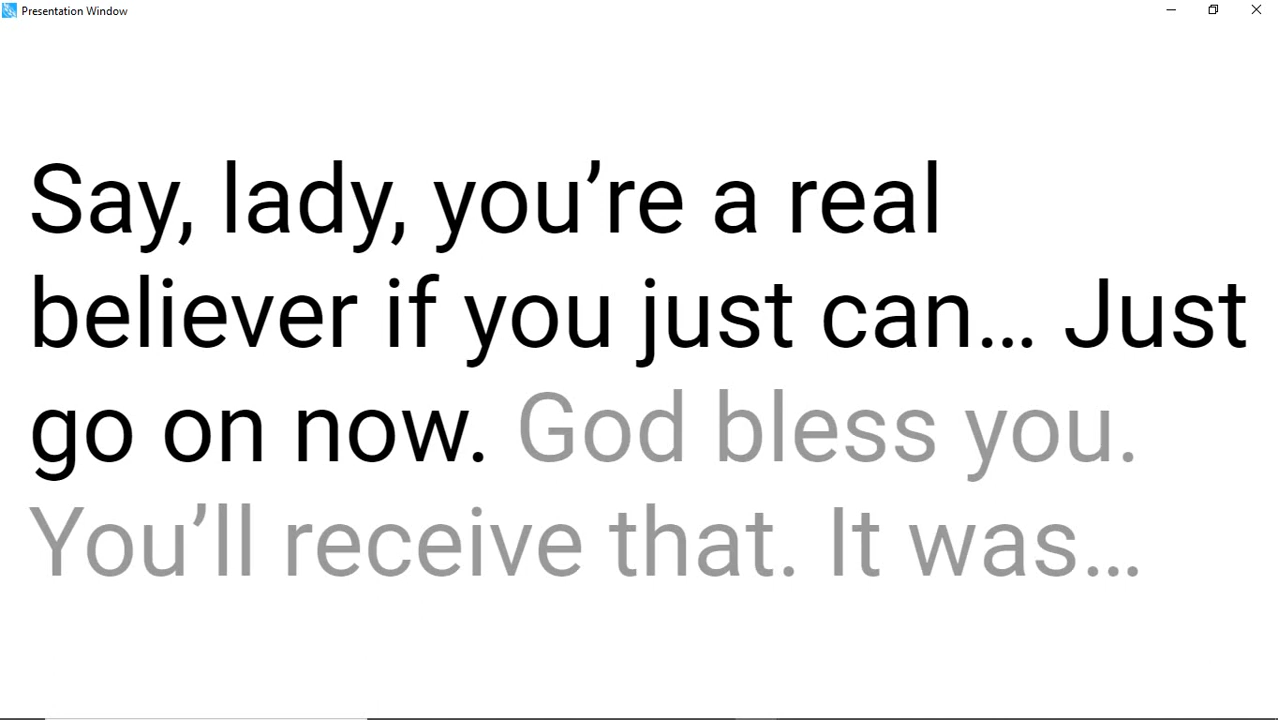 Presentation Window
Say, lady, you’re a real
believer if you just can… Just
go on now. God bless you.
You’ll receive that. It was…